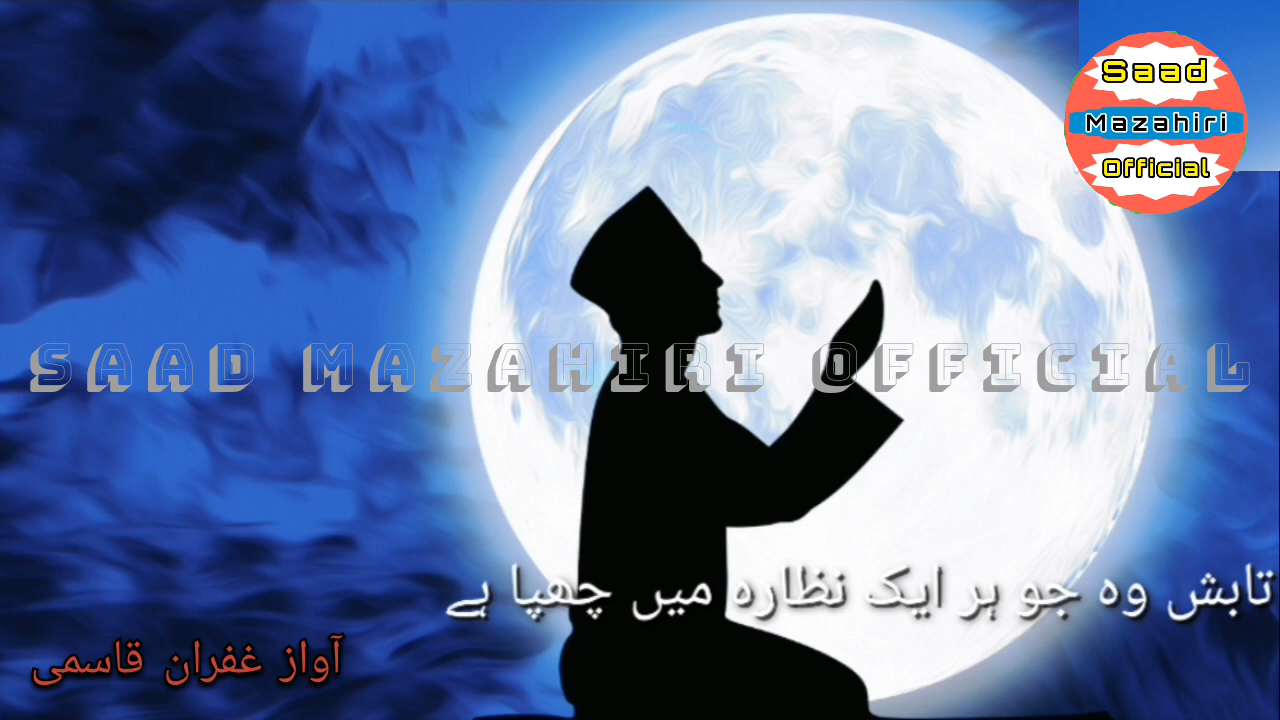 Saad
Mazahiri
Official
SAAD MAZAHIRI OFFICIAL
تابش وہ جو ہر ایک نظارہ میں چھپا ہے
آواز غفران قاسمی